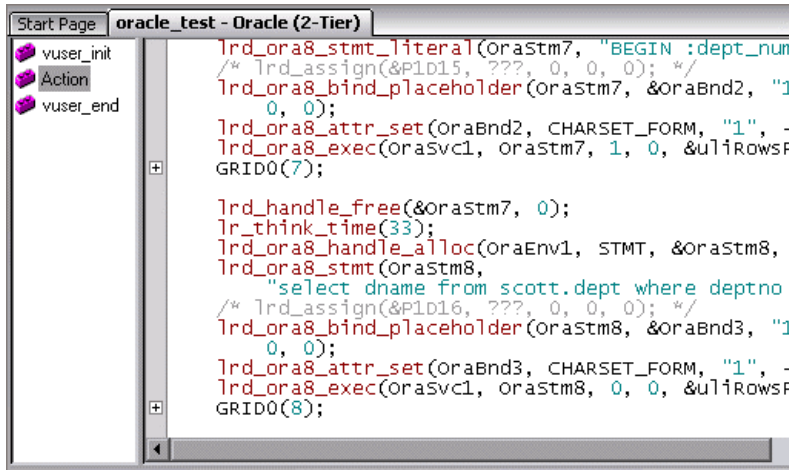 Start Page
oracle_test - Oracle (2-Tier)
vuser_init
Action
vuser_end
lrd_ora8_stmt_literal(OraStm7, "BEGIN :dept_num
/* lrd_assign(&P1D15, ???, 0, 0, 0); */
lrd_ora8_bind_placeholder(OraStm7, &OraBnd2, "1
0, 0);
lrd_ora8_attr_set(OraBnd2, CHARSET_FORM, "1", -
lrd_ora8_exec(OraSvc1, OraStm7, 1, 0, &uliRowsP
GRID0(7);
lrd_handle_free(&OraStm7, 0);
lr_think_time(33);
lrd_ora8_handle_alloc(OraEnv1, STMT, &OraStm8,
lrd_ora8_stmt(OraStm8,
"select dname from scott.dept where deptno
/* lrd_assign(&P1D16, ???, 0, 0, 0); */
lrd_ora8_bind_placeholder(OraStm8, &OraBnd3, "1
0, 0);
lrd_ora8_attr_set(OraBnd3, CHARSET_FORM, "1", -
lrd_ora8_exec(OraSvc1, OraStm8, 0, 0, &uliRowsP
GRID0(8);